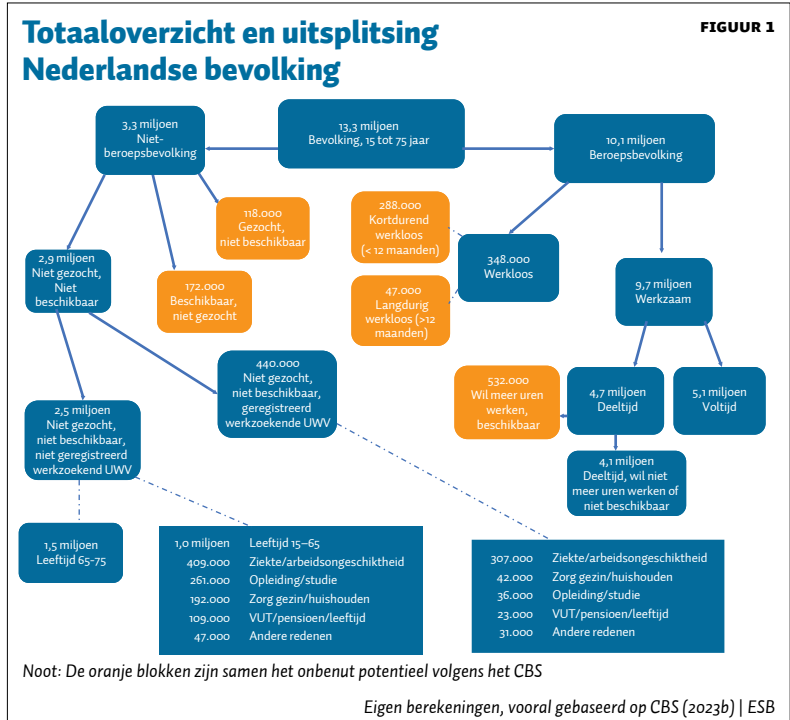 Totaaloverzicht en uitsplitsing
Nederlandse bevolking
FIGUUR 1
3,3 miljoen
Niet-
beroepsbevolking
13,3 miljoen
Bevolking, 15 tot 75 jaar
10,1 miljoen
Beroepsbevolking
118.000
Gezocht,
niet beschikbaar
288.000
Kortdurend
werkloos
(< 12 maanden)
2,9 miljoen
Niet gezocht,
Niet
beschikbaar
172.000
Beschikbaar,
niet gezocht
47.000
Langdurig
werkloos (>12
maanden)
348.000
Werkloos
9,7 miljoen
Werkzaam
440.000
Niet gezocht,
niet beschikbaar,
geregistreerd
werkzoekende UWV
532.000
Wil meer uren
werken,
beschikbaar
4,7 miljoen
Deeltijd
5,1 miljoen
Voltijd
2,5 miljoen
Niet gezocht,
niet beschikbaar,
niet geregistreerd
werkzoekend UWV
4,1 miljoen
Deeltijd, wil niet
meer uren werken of
niet beschikbaar
1,5 miljoen
Leeftijd 65-75
1,0 miljoen Leeftijd 15–65
409.000 Ziekte/arbeidsongeschiktheid
261.000 Opleiding/studie
192.000 Zorg gezin/huishouden
109.000 VUT/pensioen/leeftijd
47.000 Andere redenen
307.000 Ziekte/arbeidsongeschiktheid
42.000 Zorg gezin/huishouden
36.000 Opleiding/studie
23.000 VUT/pensioen/leeftijd
31.000 Andere redenen
Noot: De oranje blokken zijn samen het onbenut potentieel volgens het CBS
Eigen berekeningen, vooral gebaseerd op CBS (2023b) | ESB